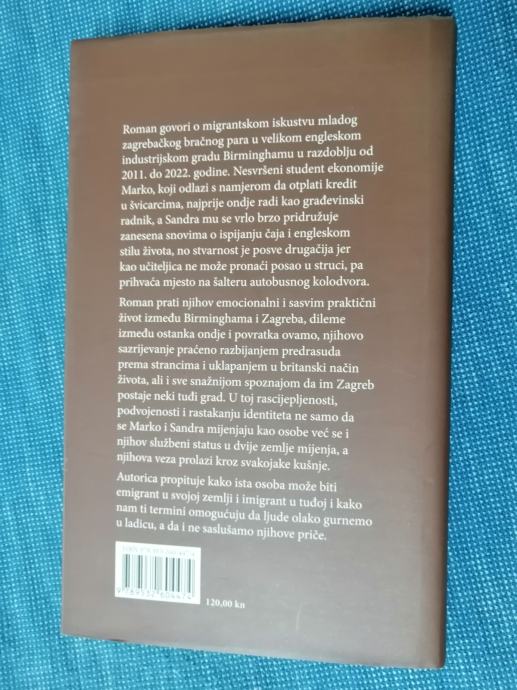 Roman govori o migrantskom iskustvu mladog
zagrebačkog bračnog para u velikom engleskom
industrijskom gradu Birminghamu u razdoblju od
2011. do 2022. godine. Nesvršeni student ekonomije
Marko, koji odlazi s namjerom da otplati kredit
u švicarcima, najprije ondje radi kao građevinski
radnik, a Sandra mu se vrlo brzo pridružuje
zanesena snovima o ispijanju čaja i engleskom
stilu života, no stvarnost je posve drugačija jer
kao učiteljica ne može pronaći posao u struci, pa
prihvaća mjesto na šalteru autobusnog kolodvora.
Roman prati njihov emocionalni i sasvim praktični
život između Birminghama i Zagreba, dileme
između ostanka ondje i povratka ovamo, njihovo
sazrijevanje praćeno razbijanjem predrasuda
prema strancima i uklapanjem u britanski način
života, ali i sve snažnijom spoznajom da im Zagreb
postaje neki tuđi grad. U toj rascijepljenosti,
podvojenosti i rastakanju identiteta ne samo da
se Marko i Sandra mijenjaju kao osobe već se i
njihov službeni status u dvije zemlje mijenja, a
njihova veza prolazi kroz svakojake kušnje.
Autorica propituje kako ista osoba može biti
emigrant u svojoj zemlji i imigrant u tuđoj i kako
nam ti termini omogućuju da ljude olako gurnemo
u ladicu, a da i ne saslušamo njihove priče.
9 789532 604474
120,00 kn